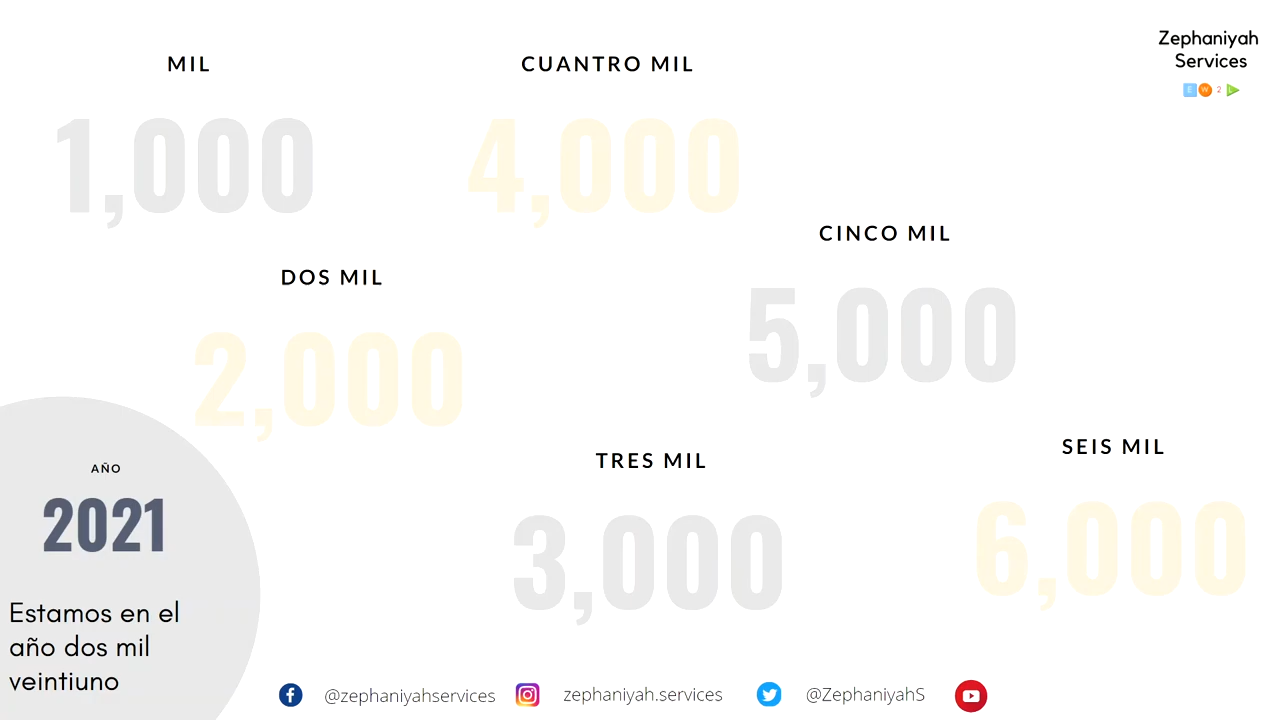 Zephaniyah
Services
E W 2 L
MIL
1,000
CUANTRO MIL
4,000
DOS MIL
2,000
CINCO MIL
5,000
TRES MIL
3,000
SEIS MIL
6,000
AÑO
2021
Estamos en el
año dos mil
veintiuno
@zephaniyahservices
zephaniyah.services
@ZephaniyahS